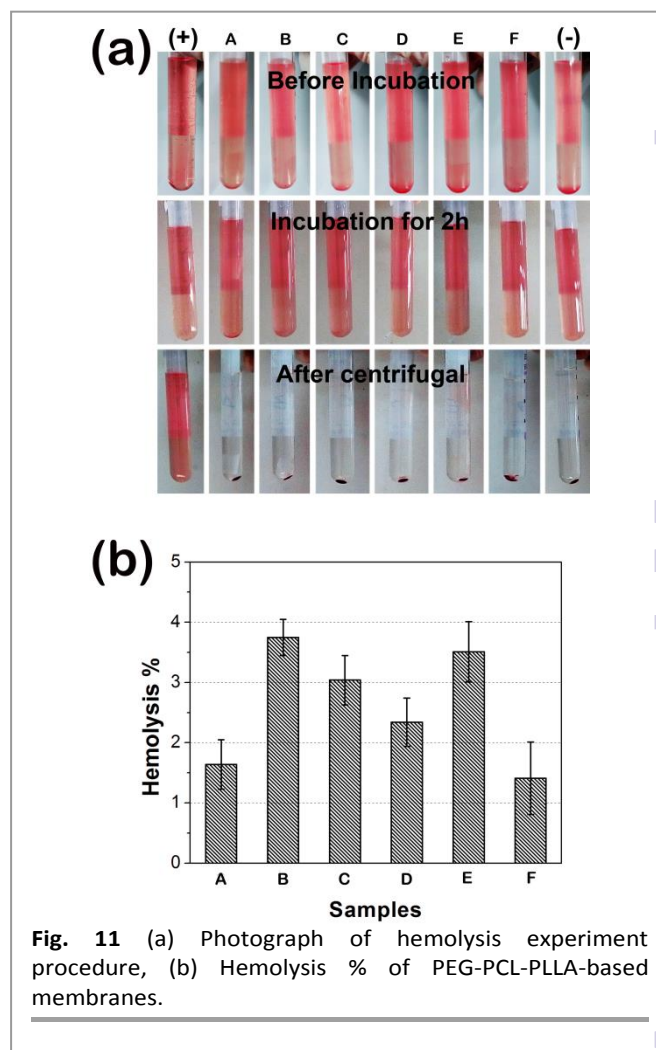 (a)
(+) A B C D E F (-)
Before Incubation
Incubation for 2h
After centrifugal
(b)
5
4
3
2
1
0
Hemolysis %
A B C D E F
Samples
Fig. 11 (a) Photograph of hemolysis experiment
procedure, (b) Hemolysis % of PEG-PCL-PLLA-based
membranes.